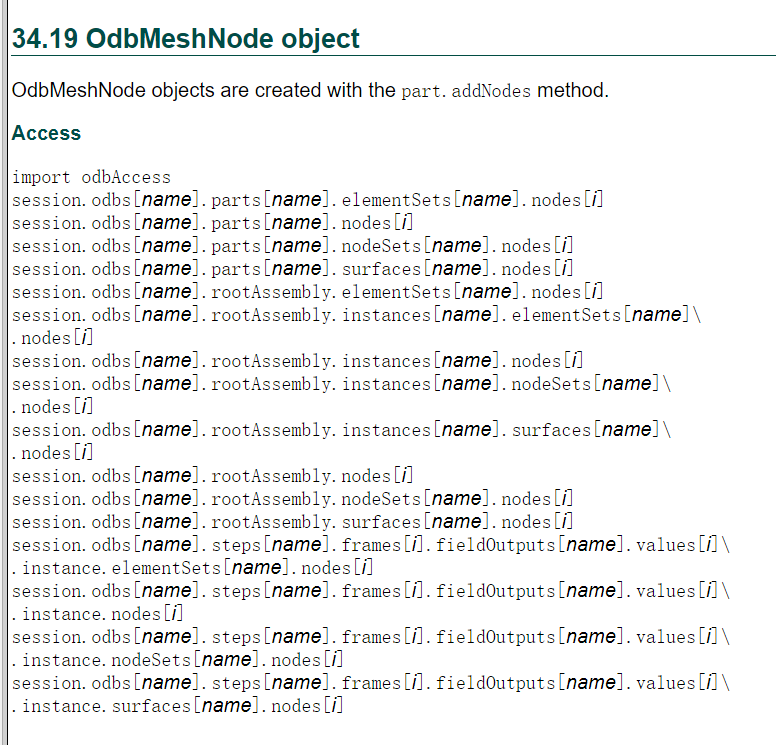 34.19 OdbMeshNode object
OdbMeshNode objects are created with the part.addNodes method.
Access
import odbAccess
session.odbs[name].parts[name].elementSets[name].nodes[i]
session.odbs[name].parts[name].nodes[i]
session.odbs[name].parts[name].nodeSets[name].nodes[i]
session.odbs[name].parts[name].surfaces[name].nodes[i]
session.odbs[name].rootAssembly.elementSets[name].nodes[i]
session.odbs[name].rootAssembly.instances[name].elementSets[name]\
.nodes[i]
session.odbs[name].rootAssembly.instances[name].nodes[i]
session.odbs[name].rootAssembly.instances[name].nodeSets[name]\
.nodes[i]
session.odbs[name].rootAssembly.instances[name].surfaces[name]\
.nodes[i]
session.odbs[name].rootAssembly.nodes[i]
session.odbs[name].rootAssembly.nodeSets[name].nodes[i]
session.odbs[name].rootAssembly.surfaces[name].nodes[i]
session.odbs[name].steps[name].frames[i].fieldOutputs[name].values[i]\
.instance.elementSets[name].nodes[i]
session.odbs[name].steps[name].frames[i].fieldOutputs[name].values[i]\
.instance.nodes[i]
session.odbs[name].steps[name].frames[i].fieldOutputs[name].values[i]\
.instance.nodeSets[name].nodes[i]
session.odbs[name].steps[name].frames[i].fieldOutputs[name].values[i]\
.instance.surfaces[name].nodes[i]